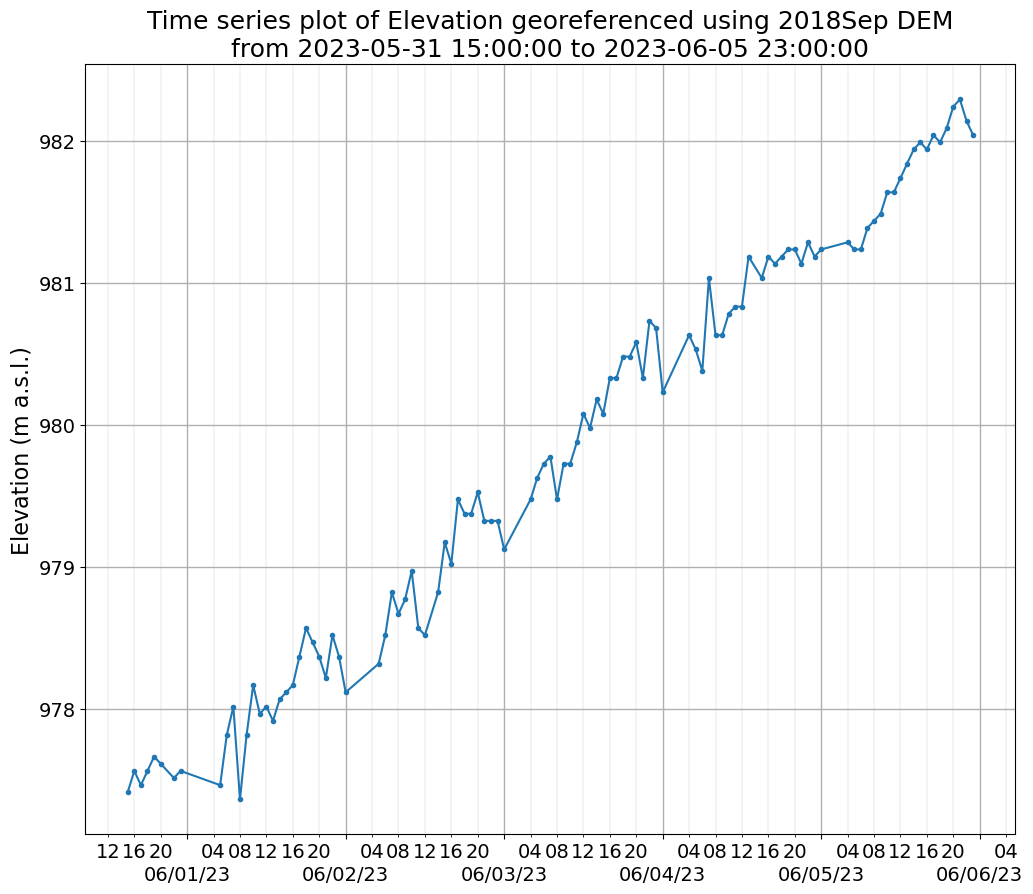 Time series plot of Elevation georeferenced using 2018Sep DEM
from 2023-05-31 15:00:00 to 2023-06-05 23:00:00
Elevation (m a.s.l.)
982
981
980
979
978
12 16 20 04 08 12 16 20 04 08 12 16 20 04 08 12 16 20 04 08 12 16 20 04 08 12 16 20 04
06/01/23 06/02/23 06/03/23 06/04/23 06/05/23 06/06/23